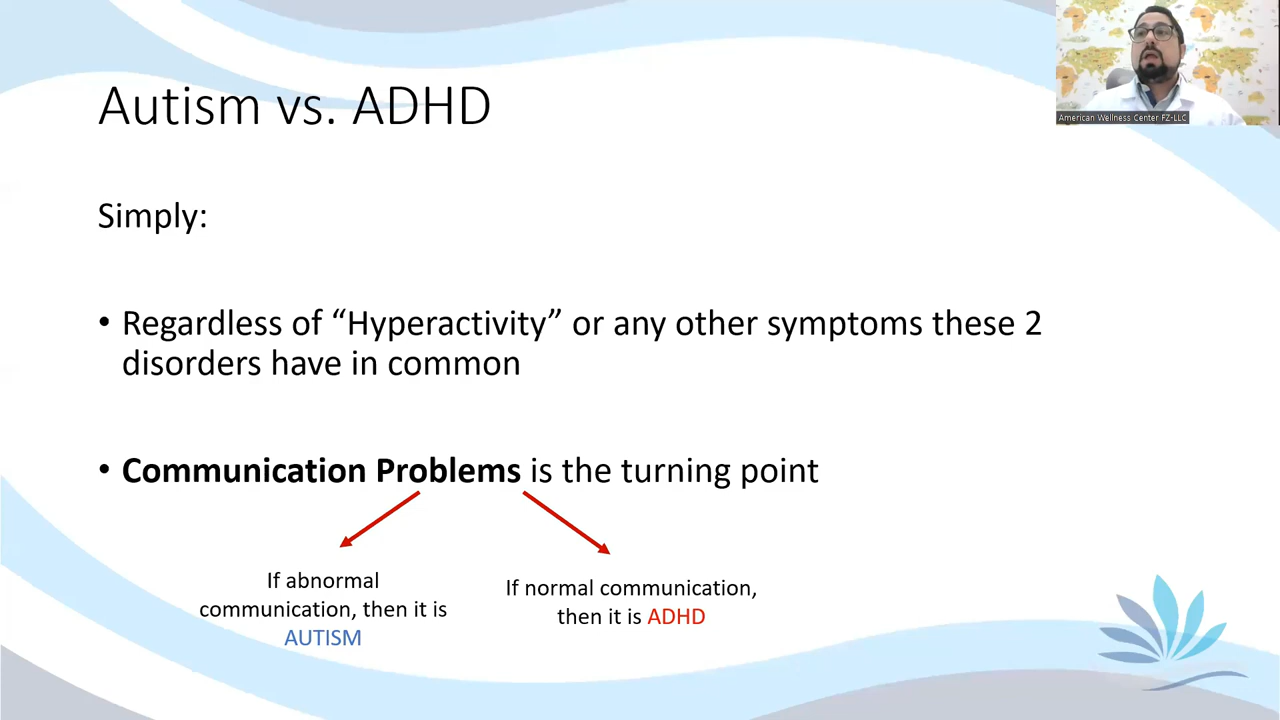 Autism vs. ADHD
American Wellness Center FZ-LLC
Simply:
• Regardless of “Hyperactivity” or any other symptoms these 2
disorders have in common
• Communication Problems is the turning point
If abnormal
communication, then it is
AUTISM
If normal communication,
then it is ADHD